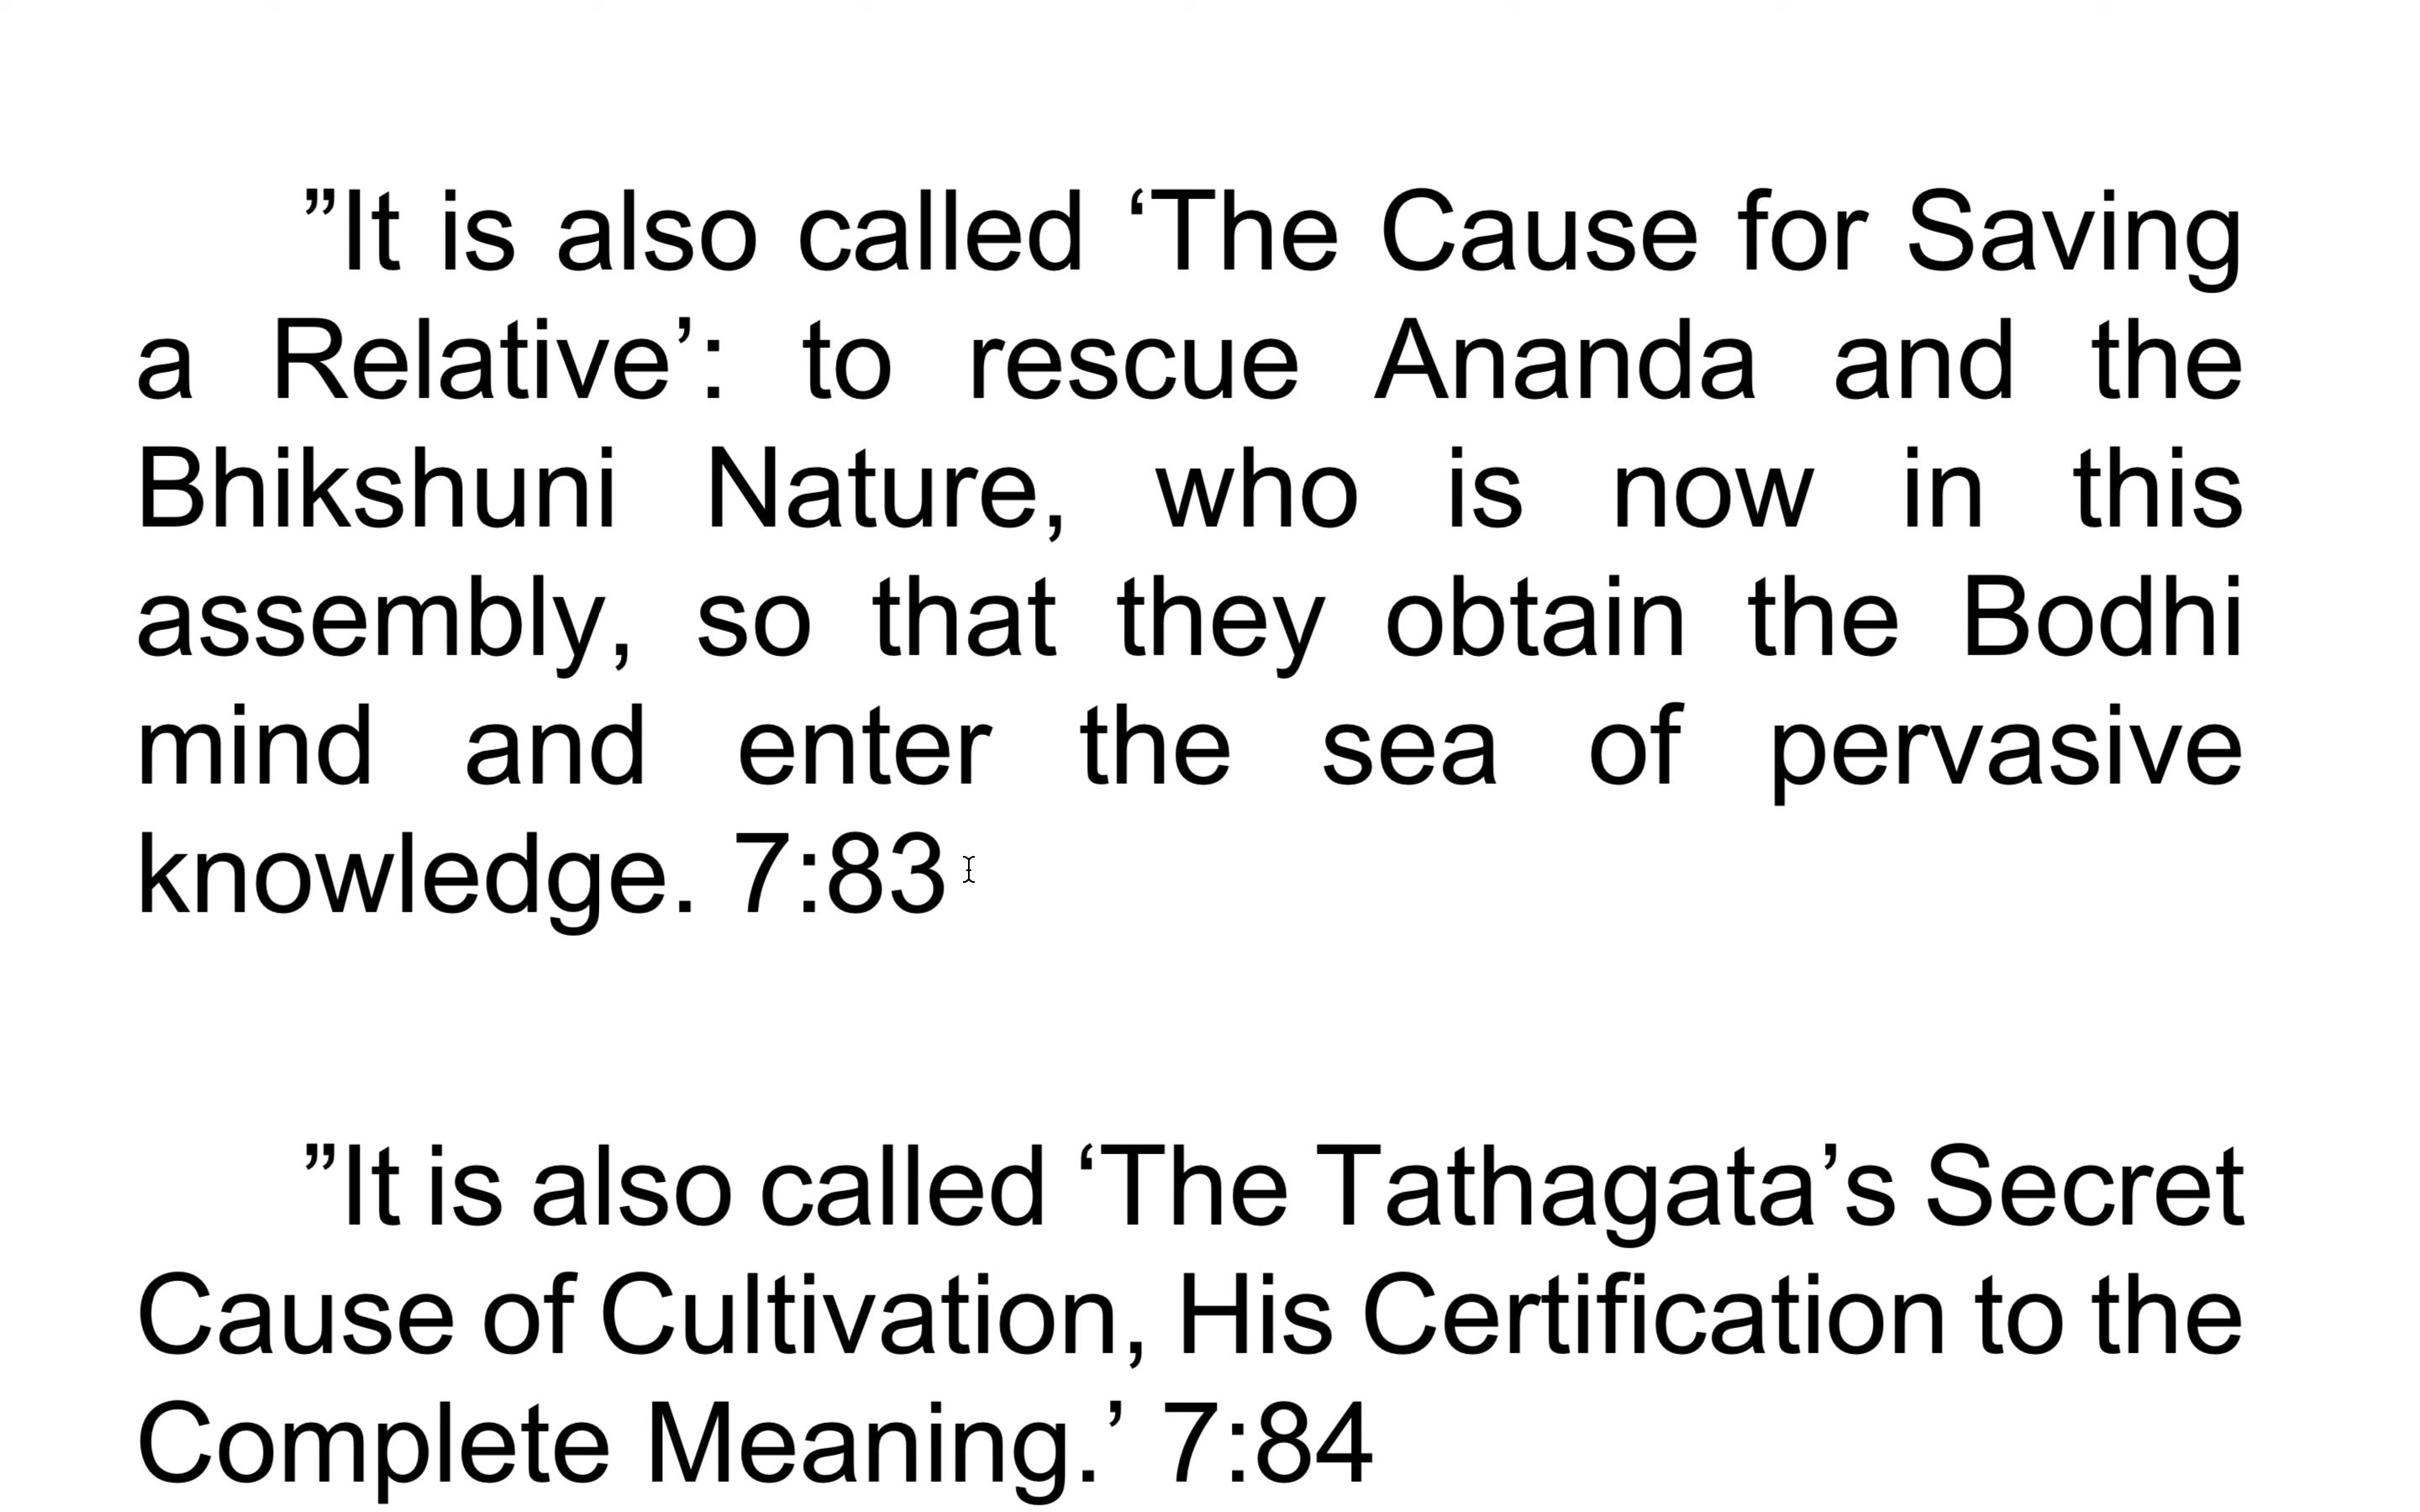 ”It is also called ‘The Cause for Saving
a Relative’: to rescue Ananda and the
Bhikshuni Nature, who is now in this
assembly, so that they obtain the Bodhi
mind and enter the sea of pervasive
knowledge. 7:83
”It is also called ‘The Tathagata’s Secret
Cause of Cultivation, His Certification to the
Complete Meaning.’ 7:84